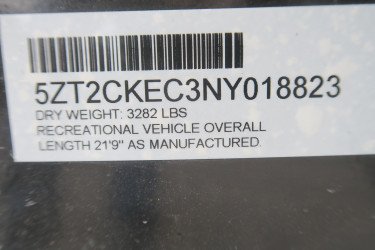 5ZT2CKEC3NY018823
DRY WEIGHT: 3282 LBS
RECREATIONAL VEHICLE OVERALL
LENGTH 21'9" AS MANUFACTURED.